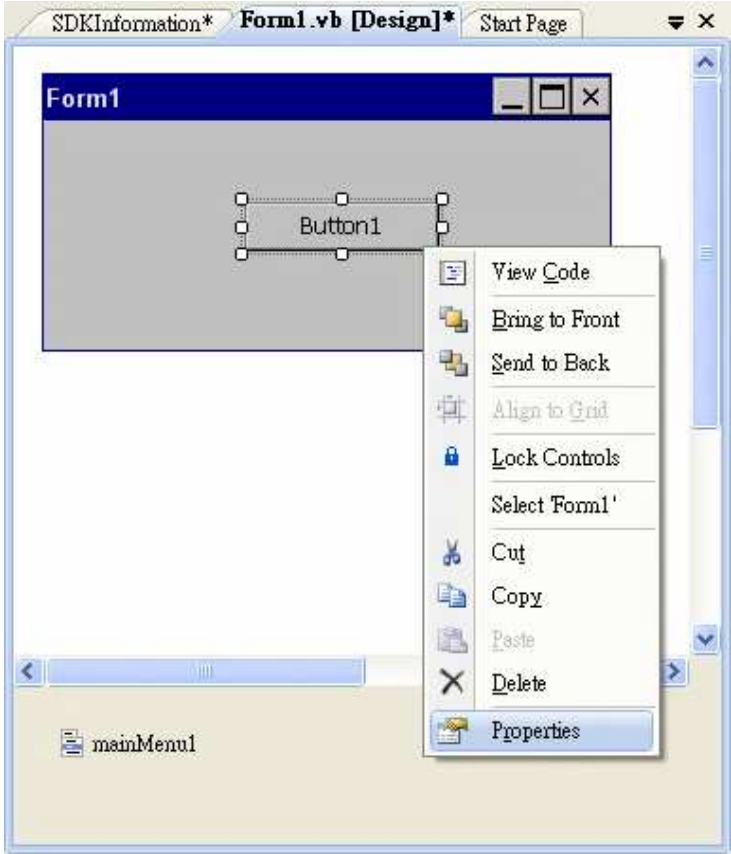 SDKInformation* Form1.vb [Design]* Start Page
Form1
Button1
View Code
Bring to Front
Send to Back
Align to Grid
Lock Controls
Select 'Form1'
Cut
Copy
Paste
Delete
Properties
mainMenu1